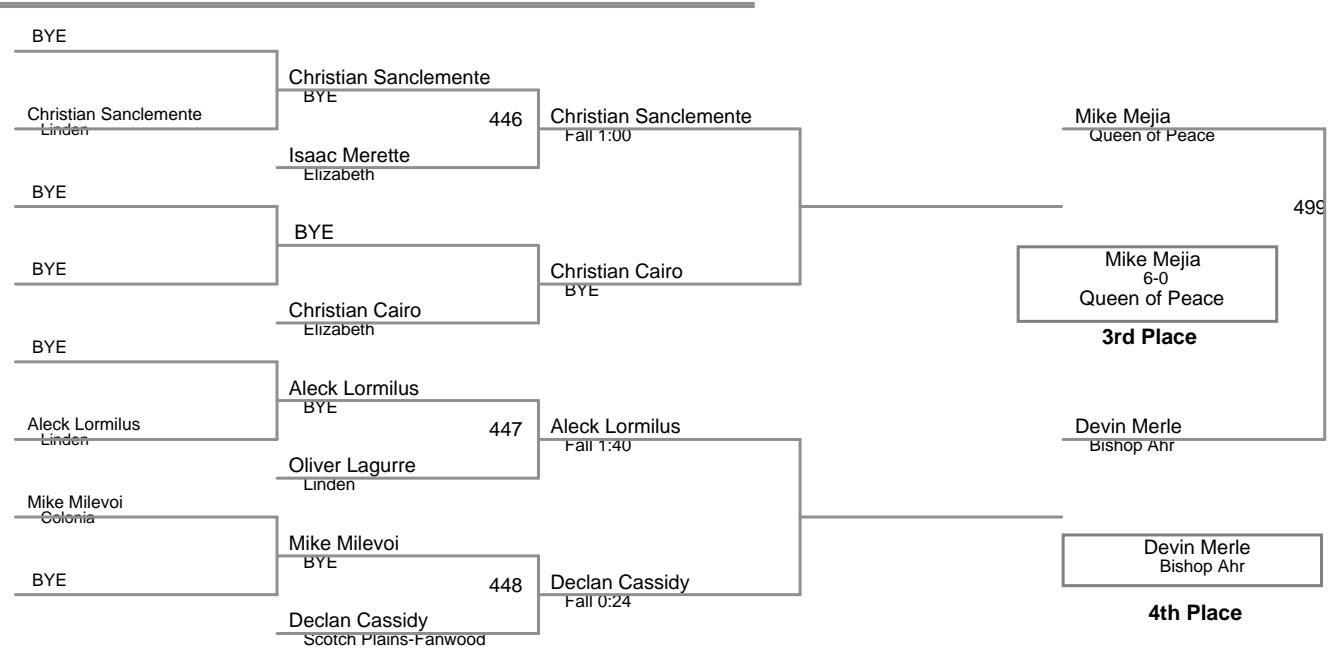 BYE
Christian Sanclemente
Linden
BYE
BYE
BYE
Aleck Lormilus
Linden
Mike Milevoi
Colonia
BYE
Christian Sanclemente
BYE
446
Isaac Merette
Elizabeth
BYE
Christian Cairo
Elizabeth
Aleck Lormilus
BYE
447
Oliver Lagurre
Linden
Mike Milevoi
BYE
448
Declan Cassidy
Scotch Plains-Fanwood
Christian Sanclemente
Fall 1:00
Christian Cairo
BYE
Aleck Lormilus
Fall 1:40
Declan Cassidy
Fall 0:24
Mike Mejia
Queen of Peace
499
Mike Mejia
6-0
Queen of Peace
3rd Place
Devin Merle
Bishop Ahr
Devin Merle
Bishop Ahr
4th Place